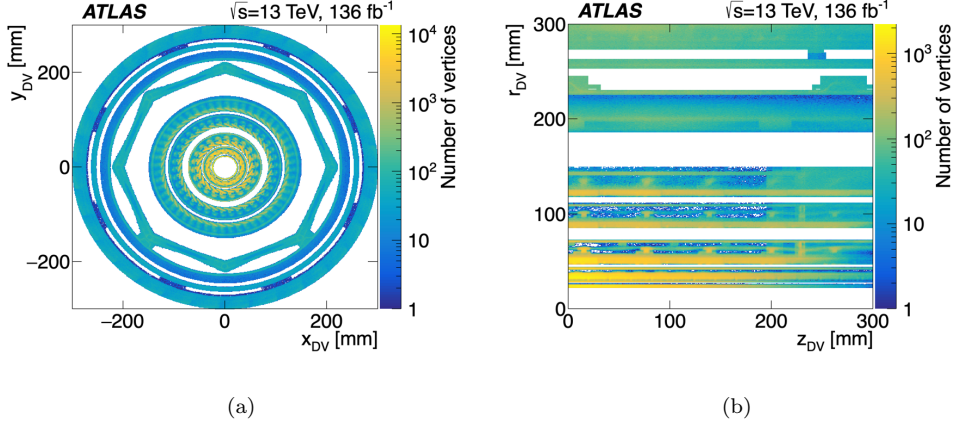 ATLAS √s=13 TeV, 136 fb⁻¹
y_DV [mm]
200
0
−200
−200 0 200
x_DV [mm]
10⁴
10³
10²
10
1
Number of vertices
(a)
ATLAS √s=13 TeV, 136 fb⁻¹
r_DV [mm]
300
200
100
0
0 100 200 300
z_DV [mm]
10³
10²
10
1
Number of vertices
(b)